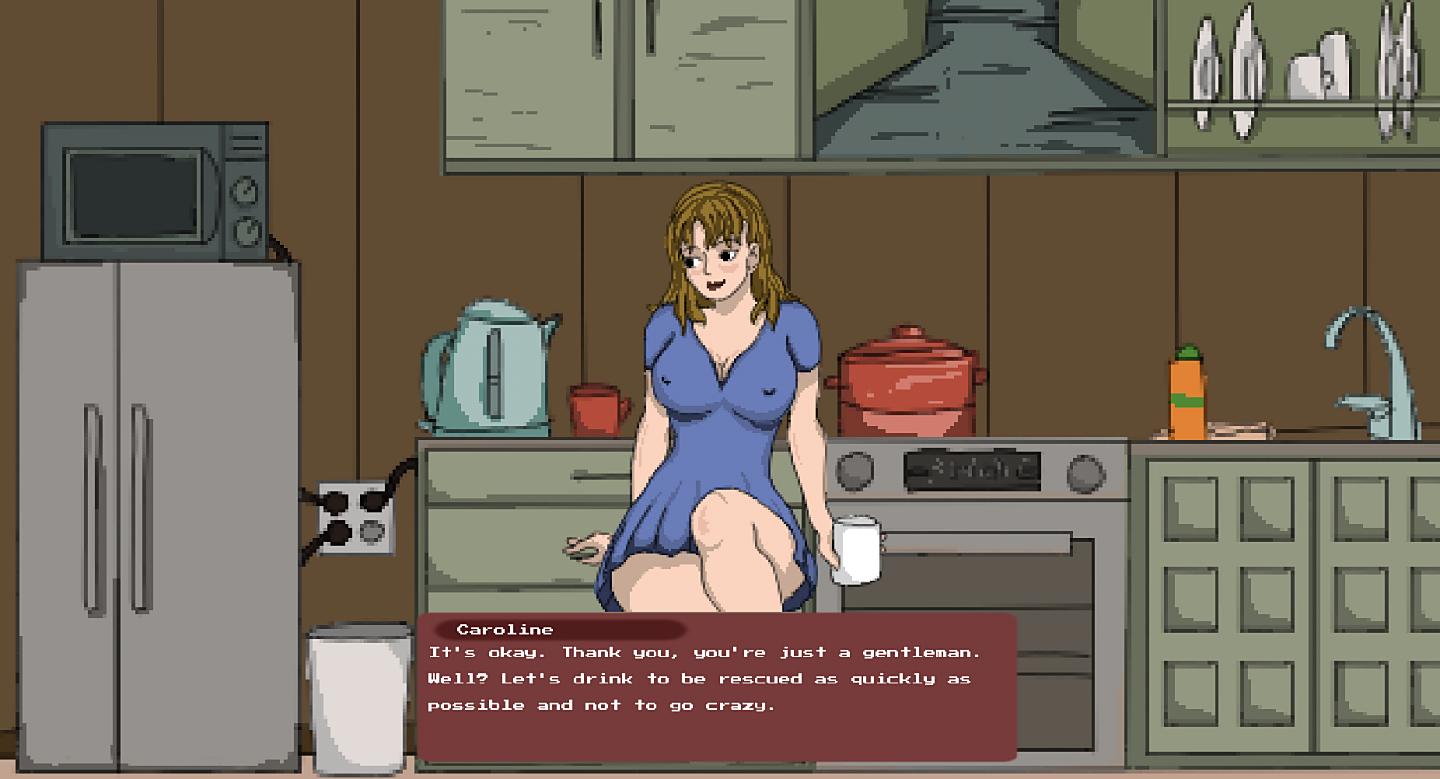 Caroline
It's okay. Thank you, you're just a gentleman.
Well? Let's drink to be rescued as quickly as
possible and not to go crazy.